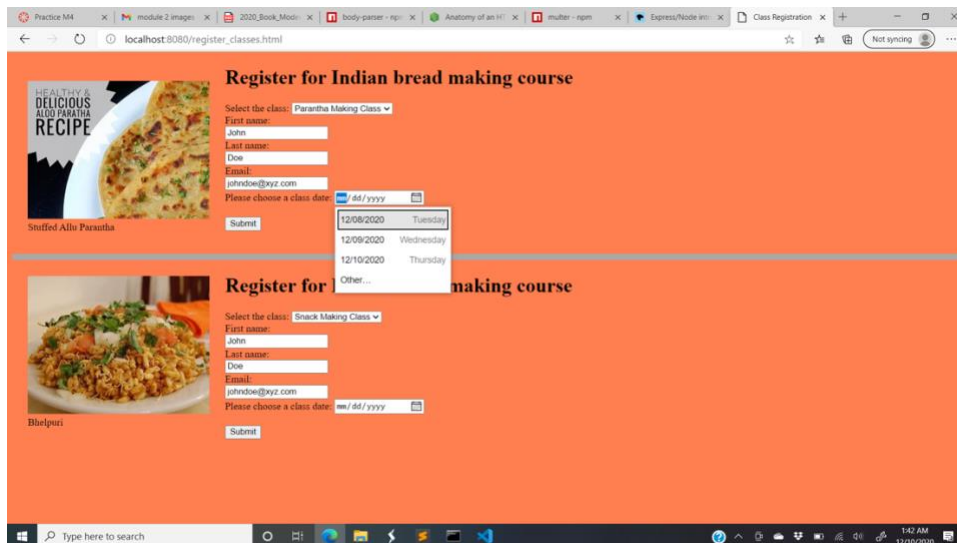 Practice M4
module 2 images
2020_Book_Modern
body-parser - npm
Anatomy of an HT
multer - npm
Express/Node int
Class Registration
localhost:8080/register_classes.html
Not syncing
Register for Indian bread making course
HEALTHY &
DELICIOUS
ALOO PARATHA
RECIPE
Stuffed Allu Parantha
Select the class: Parantha Making Class
First name:
John
Last name:
Doe
Email:
johndoe@xyz.com
Please choose a class date: mm/dd/yyyy
Submit
12/08/2020 Tuesday
12/09/2020 Wednesday
12/10/2020 Thursday
Other...
Register for making course
Bhelpuri
Select the class: Snack Making Class
First name:
John
Last name:
Doe
Email:
johndoe@xyz.com
Please choose a class date: mm/dd/yyyy
Submit
Type here to search
1:42 AM
12/10/2020